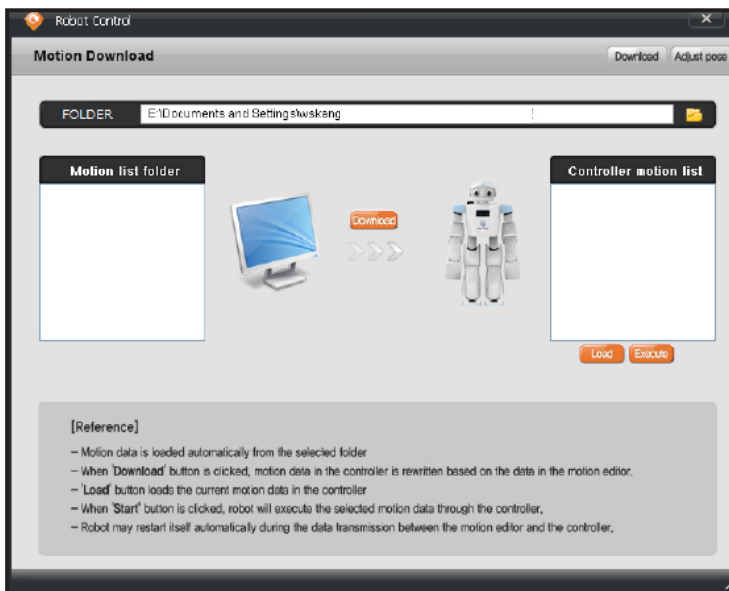 Robot Control
Motion Download
Download Adjust pose
FOLDER E:\Documents and Settings\wskang
Motion list folder
Controller motion list
Download
Load Execute
[Reference]
- Motion data is loaded automatically from the selected folder
- When 'Download' button is clicked, motion data in the controller is rewritten based on the data in the motion editor.
- 'Load' button loads the current motion data in the controller
- When 'Start' button is clicked, robot will execute the selected motion data through the controller.
- Robot may restart itself automatically during the data transmission between the motion editor and the controller.